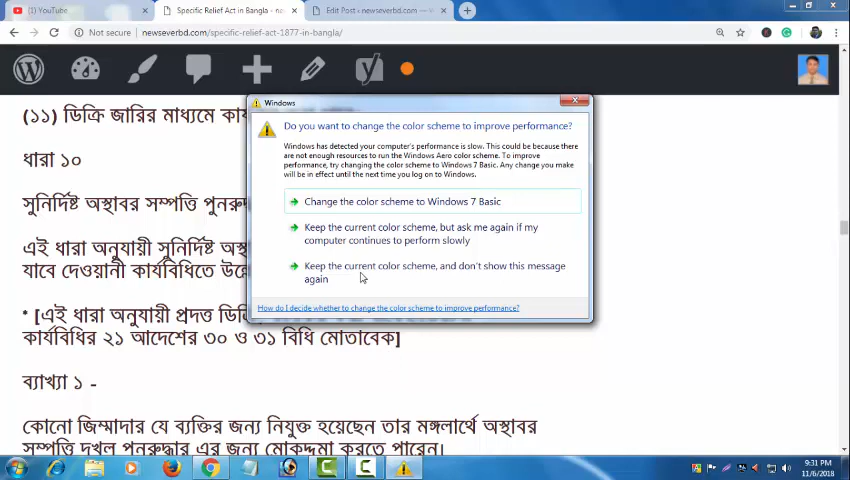 (1) YouTube
Specific Relief Act in Bangla - ne
Edit Post ‹ newseverbd.com —
Not secure | newseverbd.com/specific-relief-act-1877-in-bangla/
(১১) ডিক্রি জারির মাধ্যমে কার্য
ধারা ১০
সুনির্দিষ্ট অস্থাবর সম্পত্তি পুনরুদ্ধ
এই ধারা অনুযায়ী সুনির্দিষ্ট অস্থ
যাবে দেওয়ানী কার্যবিধিতে উল্লে
* [এই ধারা অনুযায়ী প্রদত্ত ডিক্রি
কার্যবিধির ২১ আদেশের ৩০ ও ৩১ বিধি মোতাবেক]
ব্যাখ্যা ১ -
কোনো জিম্মাদার যে ব্যক্তির জন্য নিযুক্ত হয়েছেন তার মঙ্গলার্থে অস্থাবর
সম্পত্তি দখল পুনরুদ্ধার এর জন্য মোকদ্দমা করতে পারেন।
Windows
Do you want to change the color scheme to improve performance?
Windows has detected your computer's performance is slow. This could be because there
are not enough resources to run the Windows Aero color scheme. To improve
performance, try changing the color scheme to Windows 7 Basic. Any change you make
will be in effect until the next time you log on to Windows.
Change the color scheme to Windows 7 Basic
Keep the current color scheme, but ask me again if my
computer continues to perform slowly
Keep the current color scheme, and don't show this message
again
How do I decide whether to change the color scheme to improve performance?
9:31 PM
11/6/2018